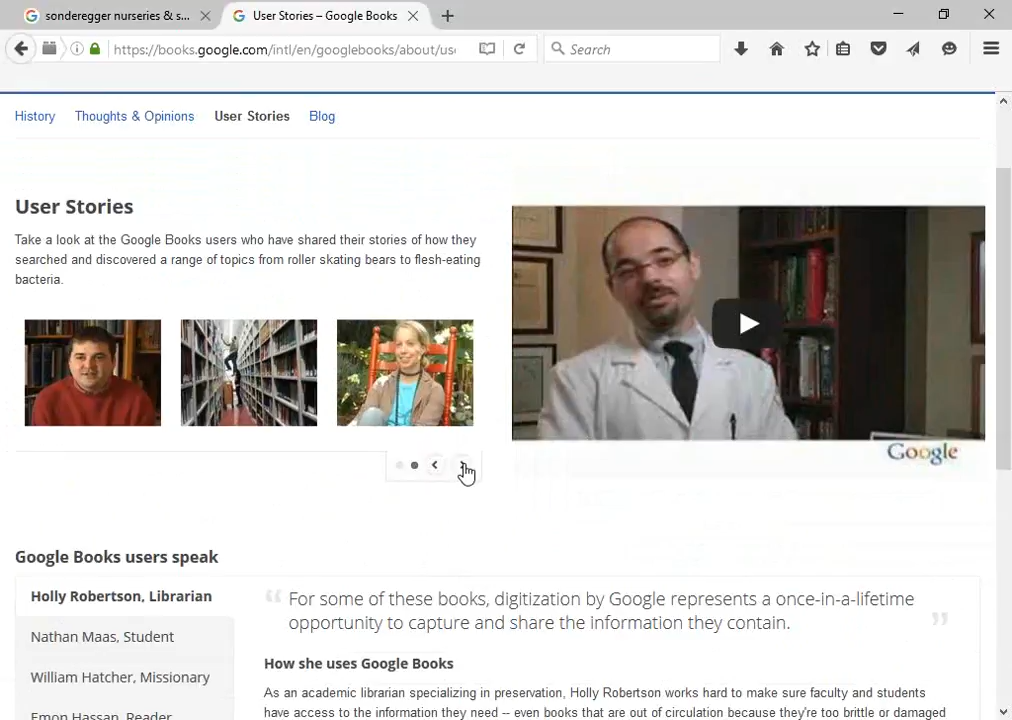 sonderegger nurseries & s...
User Stories – Google Books
https://books.google.com/intl/en/googlebooks/about/us
Search
History Thoughts & Opinions User Stories Blog
User Stories
Take a look at the Google Books users who have shared their stories of how they
searched and discovered a range of topics from roller skating bears to flesh-eating
bacteria.
Google
Google Books users speak
Holly Robertson, Librarian
Nathan Maas, Student
William Hatcher, Missionary
Emon Hassan, Reader
“ For some of these books, digitization by Google represents a once-in-a-lifetime
opportunity to capture and share the information they contain. ”
How she uses Google Books
As an academic librarian specializing in preservation, Holly Robertson works hard to make sure faculty and students
have access to the information they need -- even books that are out of circulation because they're too brittle or damaged